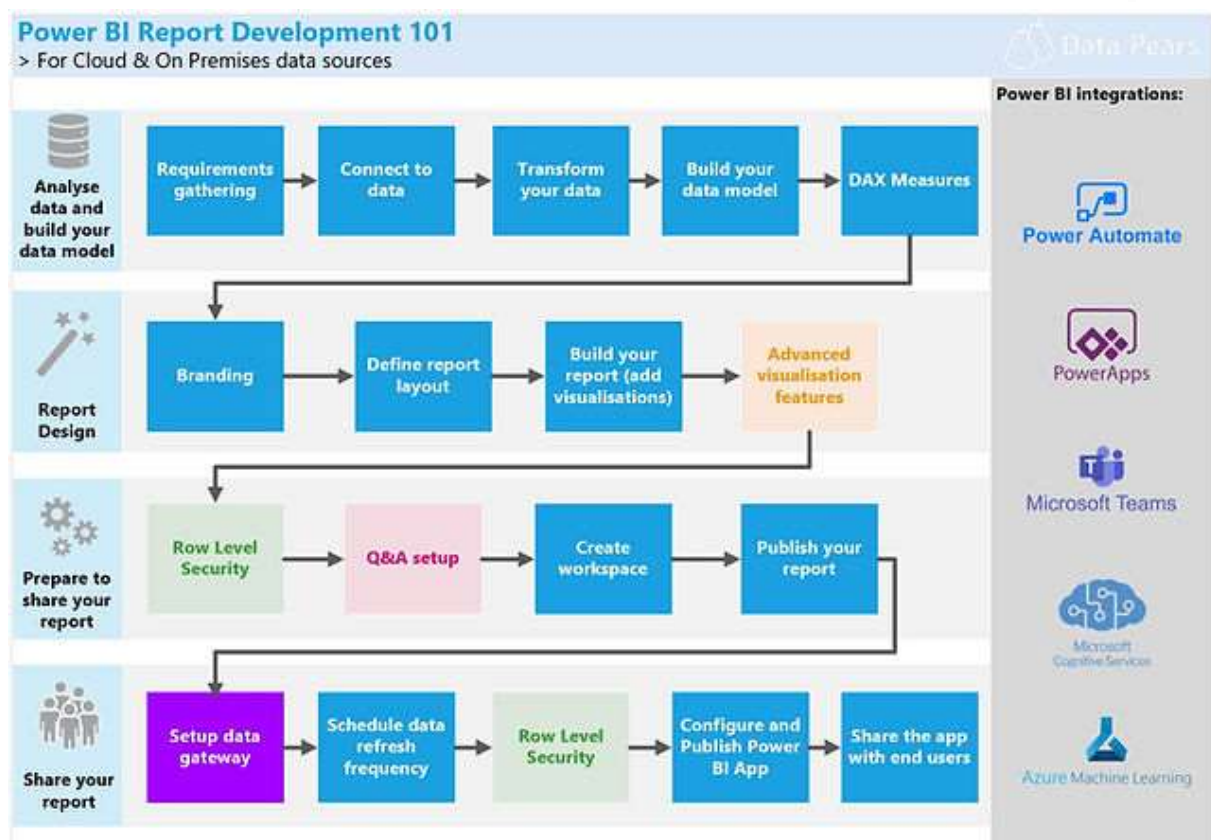 Power BI Report Development 101
> For Cloud & On Premises data sources
Data Pears
Power BI integrations:
Analyse
data and
build your
data model
Requirements
gathering
Connect to
data
Transform
your data
Build your
data model
DAX Measures
Power Automate
Report
Design
Branding
Define report
layout
Build your
report (add
visualisations)
Advanced
visualisation
features
PowerApps
Prepare to
share your
report
Row Level
Security
Q&A setup
Create
workspace
Publish your
report
T
Microsoft Teams
Microsoft
Cognitive Services
Share your
report
Setup data
gateway
Schedule data
refresh
frequency
Row Level
Security
Configure and
Publish Power
BI App
Share the app
with end users
Azure Machine Learning